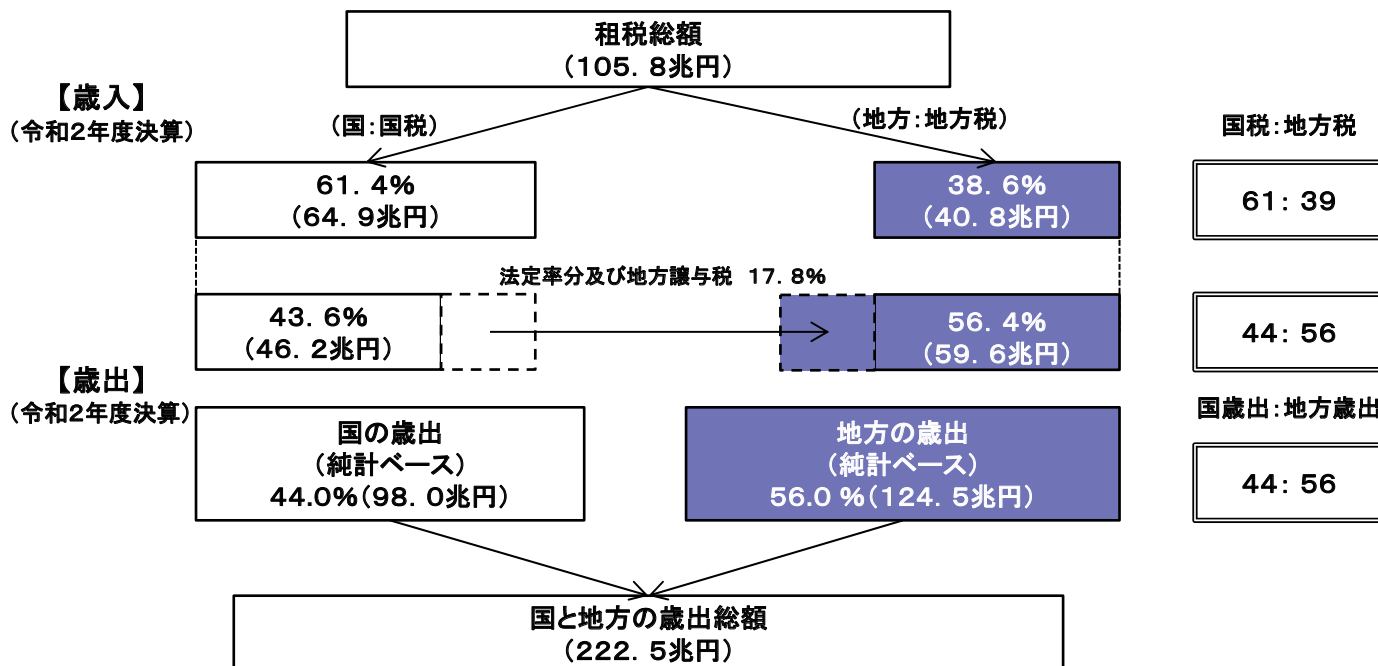 租税総額
（105．8兆円）
【歳入】
（令和2年度決算）
（国：国税）
（地方：地方税）
国税：地方税
61．4％
（64．9兆円）
38．6％
（40．8兆円）
61：39
法定率分及び地方譲与税　17．8％
43．6％
（46．2兆円）
56．4％
（59．6兆円）
44：56
【歳出】
（令和2年度決算）
国歳出：地方歳出
国の歳出
（純計ベース）
44.0％（98．0兆円）
地方の歳出
（純計ベース）
56.0％（124．5兆円）
44：56
国と地方の歳出総額
（222．5兆円）